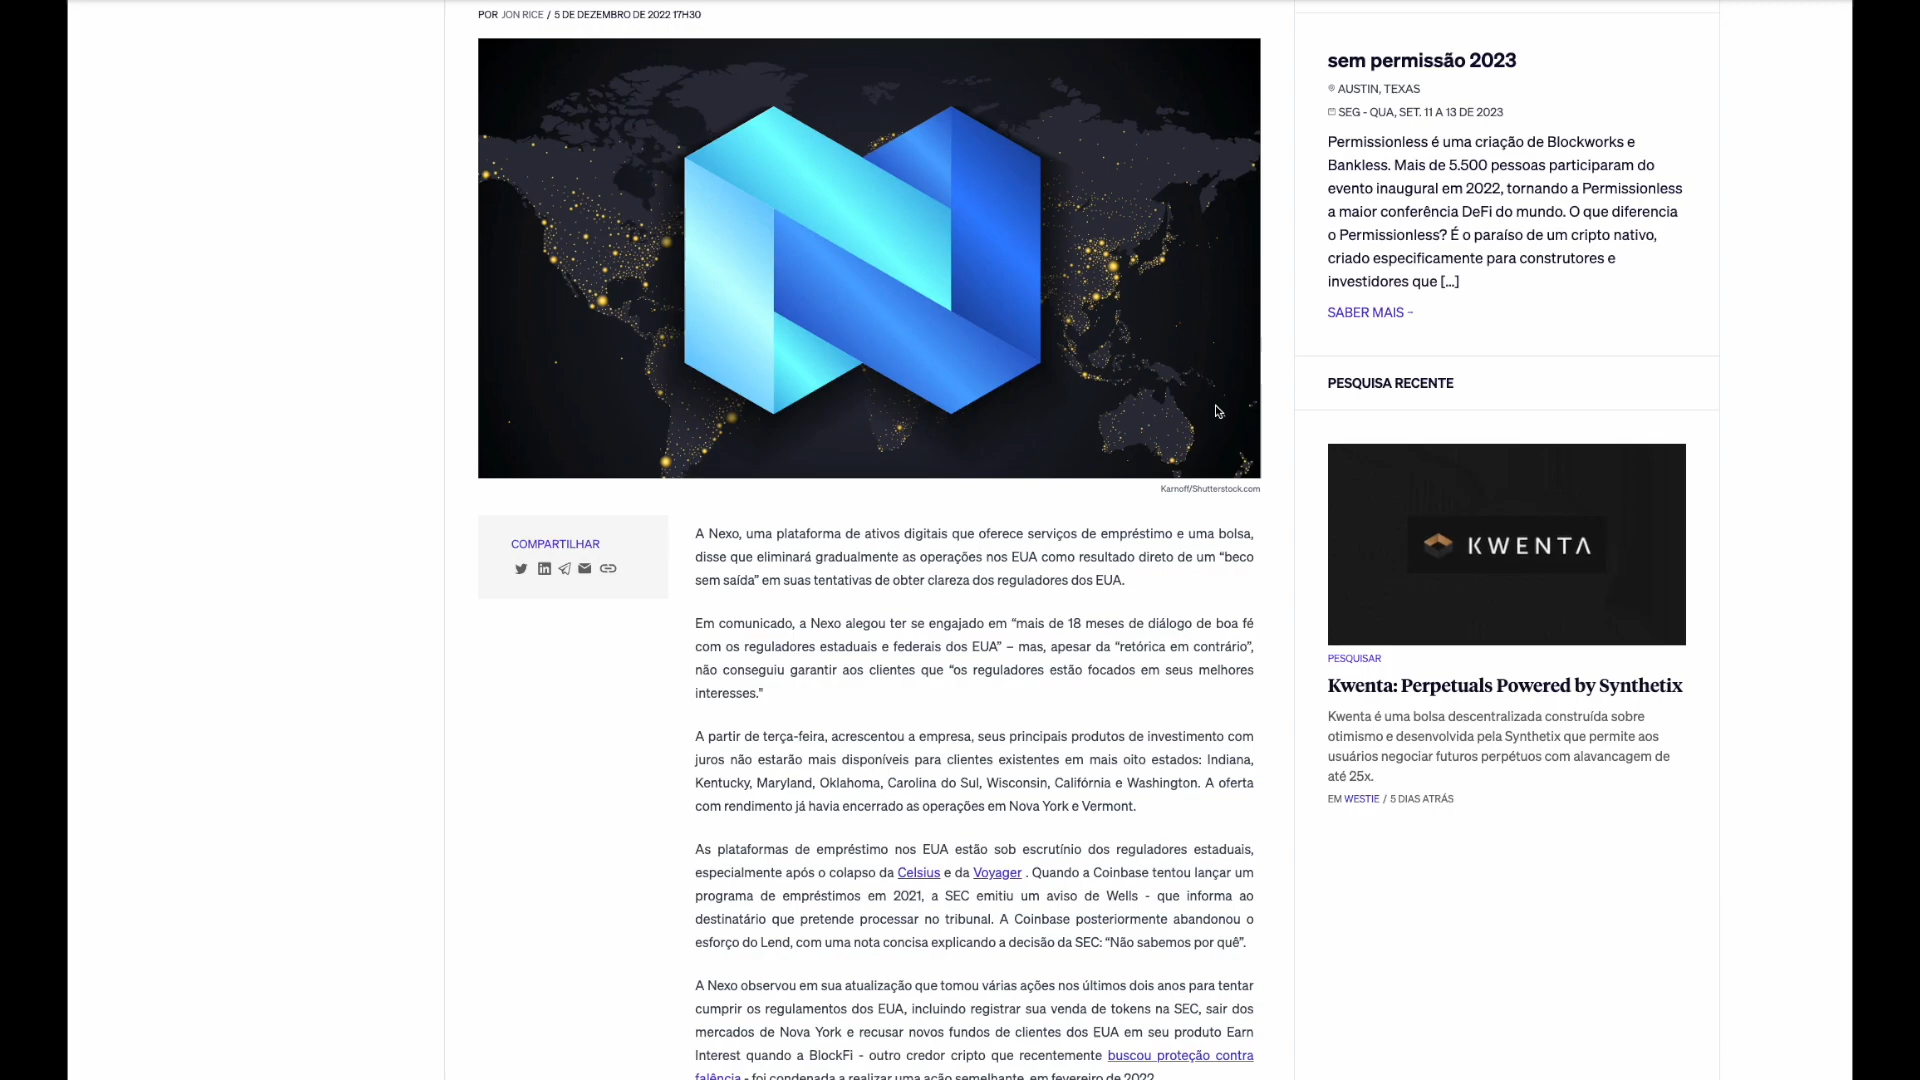 POR JON RICE / 5 DE DEZEMBRO DE 2022 17H30
Karnoff/Shutterstock.com
COMPARTILHAR
A Nexo, uma plataforma de ativos digitais que oferece serviços de empréstimo e uma bolsa,
disse que eliminará gradualmente as operações nos EUA como resultado direto de um “beco
sem saída” em suas tentativas de obter clareza dos reguladores dos EUA.
Em comunicado, a Nexo alegou ter se engajado em “mais de 18 meses de diálogo de boa fé
com os reguladores estaduais e federais dos EUA” – mas, apesar da “retórica em contrário”,
não conseguiu garantir aos clientes que “os reguladores estão focados em seus melhores
interesses."
A partir de terça-feira, acrescentou a empresa, seus principais produtos de investimento com
juros não estarão mais disponíveis para clientes existentes em mais oito estados: Indiana,
Kentucky, Maryland, Oklahoma, Carolina do Sul, Wisconsin, Califórnia e Washington. A oferta
com rendimento já havia encerrado as operações em Nova York e Vermont.
As plataformas de empréstimo nos EUA estão sob escrutínio dos reguladores estaduais,
especialmente após o colapso da Celsius e da Voyager . Quando a Coinbase tentou lançar um
programa de empréstimos em 2021, a SEC emitiu um aviso de Wells - que informa ao
destinatário que pretende processar no tribunal. A Coinbase posteriormente abandonou o
esforço do Lend, com uma nota concisa explicando a decisão da SEC: “Não sabemos por quê”.
A Nexo observou em sua atualização que tomou várias ações nos últimos dois anos para tentar
cumprir os regulamentos dos EUA, incluindo registrar sua venda de tokens na SEC, sair dos
mercados de Nova York e recusar novos fundos de clientes dos EUA em seu produto Earn
Interest quando a BlockFi - outro credor cripto que recentemente buscou proteção contra
falência - foi condenada a realizar uma ação semelhante, em fevereiro de 2022.
sem permissão 2023
AUSTIN, TEXAS
SEG - QUA, SET. 11 A 13 DE 2023
Permissionless é uma criação de Blockworks e
Bankless. Mais de 5.500 pessoas participaram do
evento inaugural em 2022, tornando a Permissionless
a maior conferência DeFi do mundo. O que diferencia
o Permissionless? É o paraíso de um cripto nativo,
criado especificamente para construtores e
investidores que [...]
SABER MAIS
PESQUISA RECENTE
KWENTA
PESQUISAR
Kwenta: Perpetuals Powered by Synthetix
Kwenta é uma bolsa descentralizada construída sobre
otimismo e desenvolvida pela Synthetix que permite aos
usuários negociar futuros perpétuos com alavancagem de
até 25x.
EM WESTIE / 5 DIAS ATRÁS